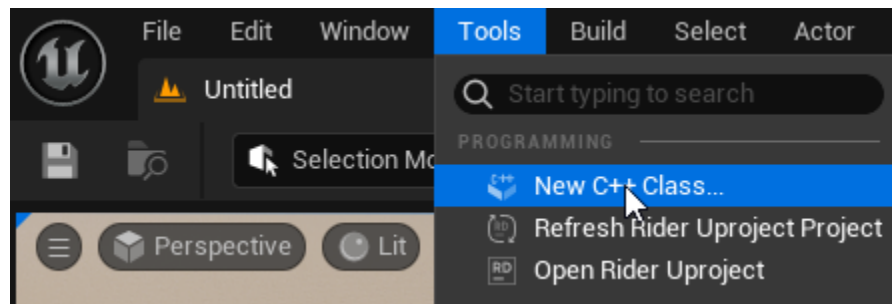 File Edit Window Tools Build Select Actor
Untitled
Start typing to search
PROGRAMMING
Selection Mo
New C++ Class...
Perspective Lit
Refresh Rider Uproject Project
Open Rider Uproject